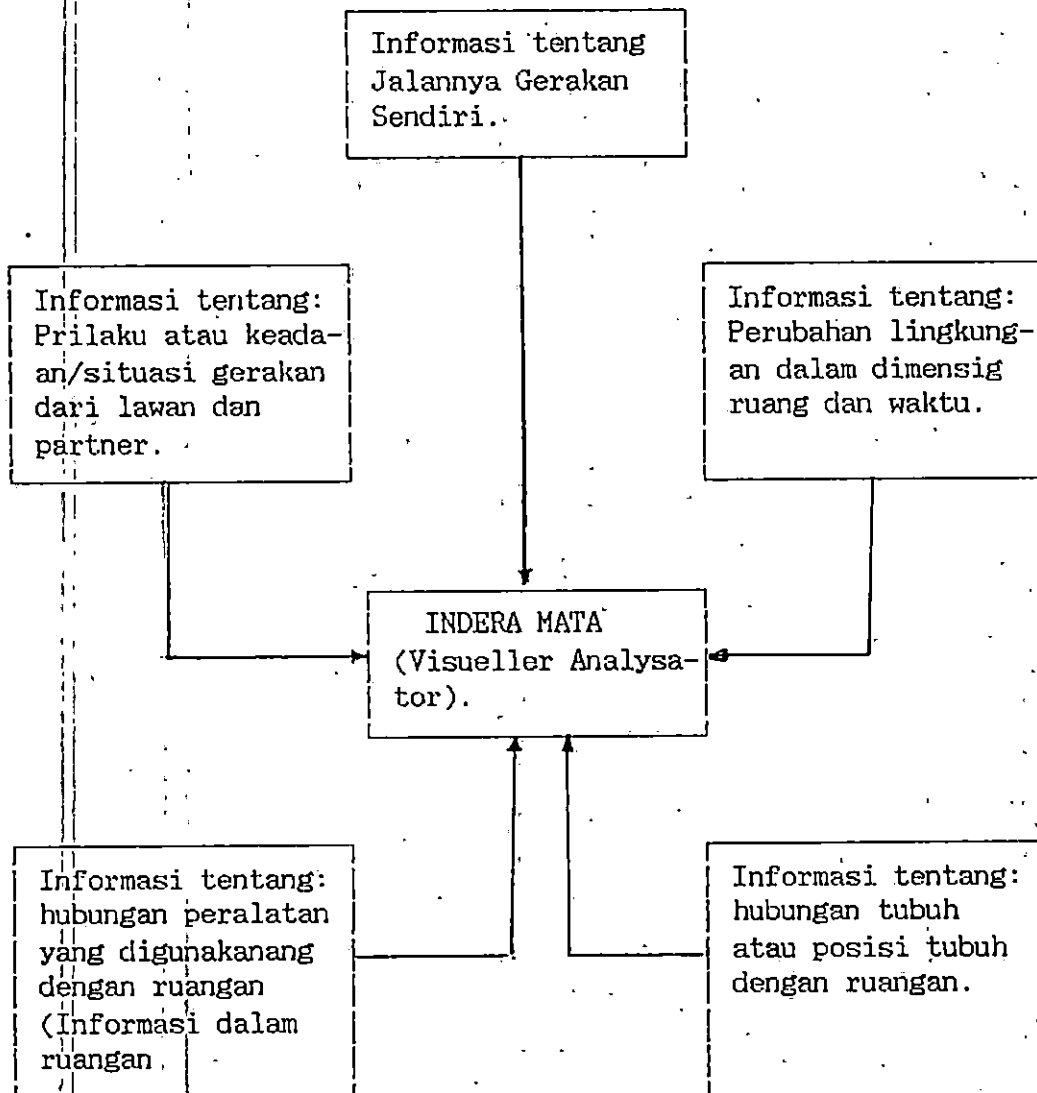 Informasi tentang
Jalannya Gerakan
Sendiri.
Informasi tentang:
Prilaku atau keada-
an/situasi gerakan
dari lawan dan
partner.
Informasi tentang:
Perubahan lingkung-
an dalam dimensig
ruang dan waktu.
INDERA MATA
(Visueller Analysa-
tor).
Informasi tentang:
hubungan peralatan
yang digunakanang
dengan ruangan
(Informasi dalam
ruangan.
Informasi tentang:
hubungan tubuh
atau posisi tubuh
dengan ruangan.